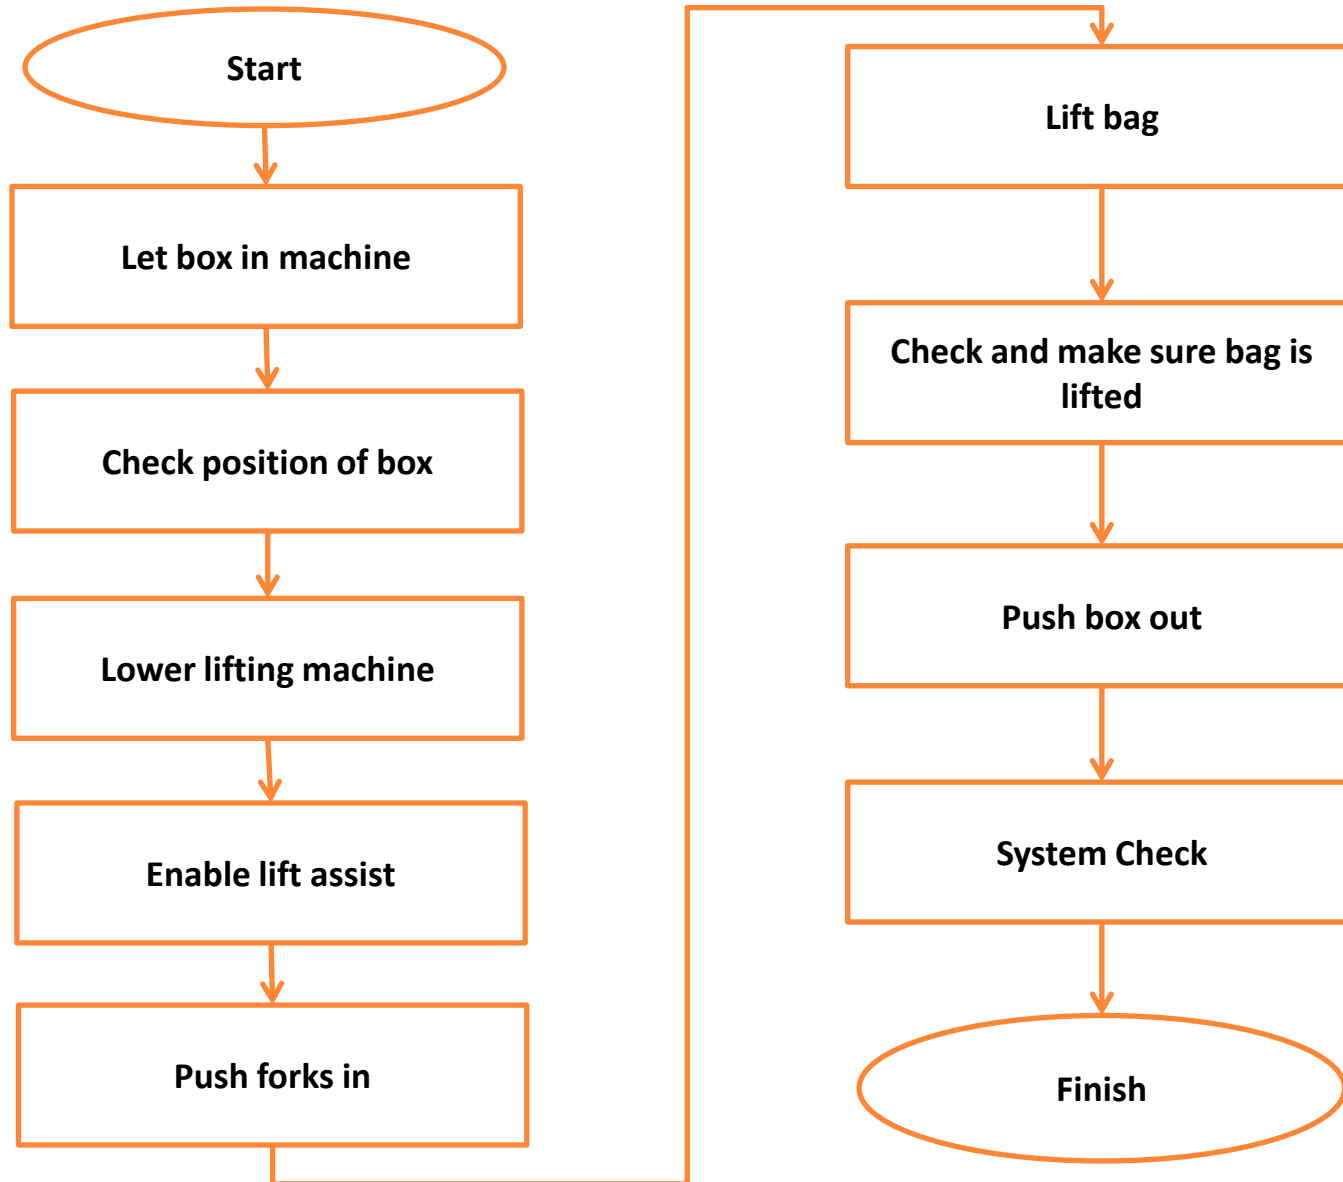 Start
Let box in machine
Check position of box
Lower lifting machine
Enable lift assist
Push forks in
Lift bag
Check and make sure bag is
lifted
Push box out
System Check
Finish